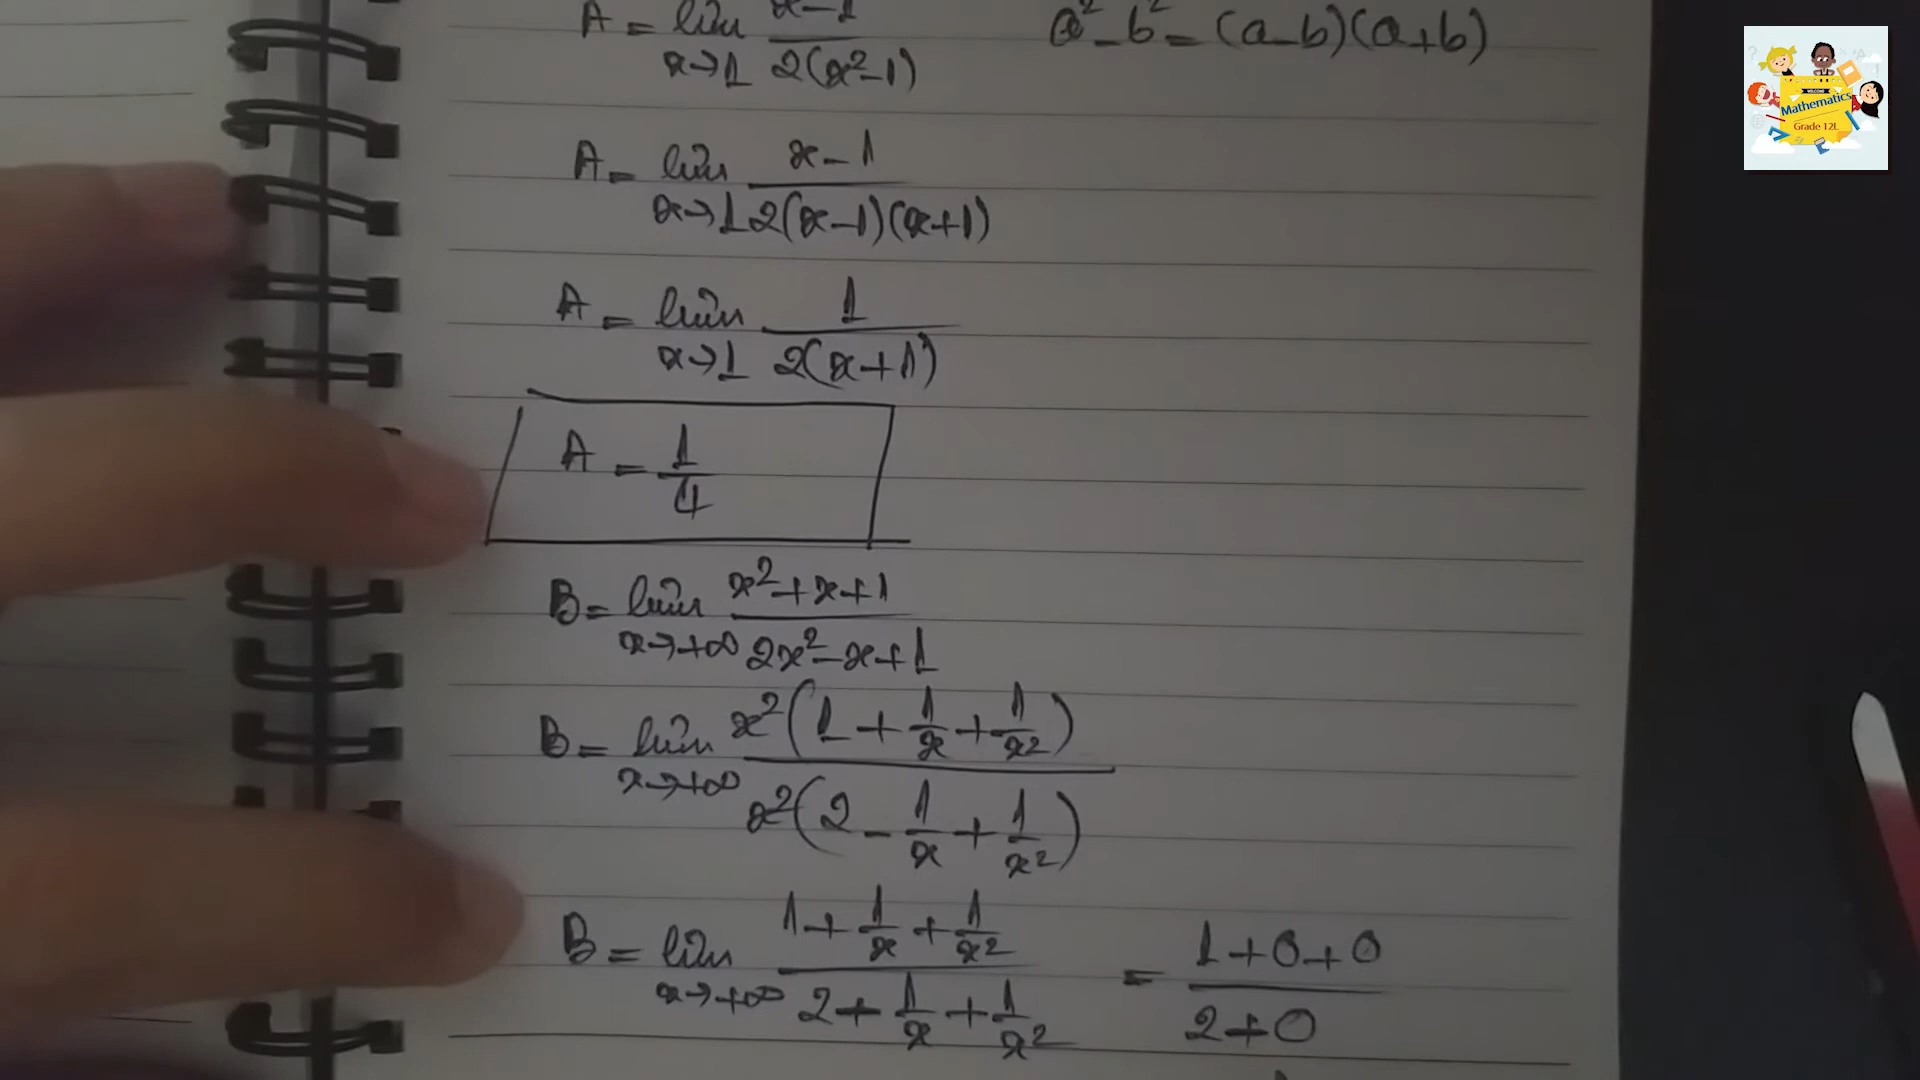 A = lim x-1 / 2(x²-1)
x→1
a² - b² = (a-b)(a+b)
A = lim x-1 / 2(x-1)(x+1)
x→1
A = lim 1 / 2(x+1)
x→1
A = 1/4
B = lim x²+x+1 / 2x²-x+1
x→+∞
B = lim x²(1 + 1/x + 1/x²) / x²(2 - 1/x + 1/x²)
x→+∞
B = lim 1 + 1/x + 1/x² / 2 + 1/x + 1/x² = 1+0+0 / 2+0
x→+∞
WELCOME
Mathematics
Grade 12L